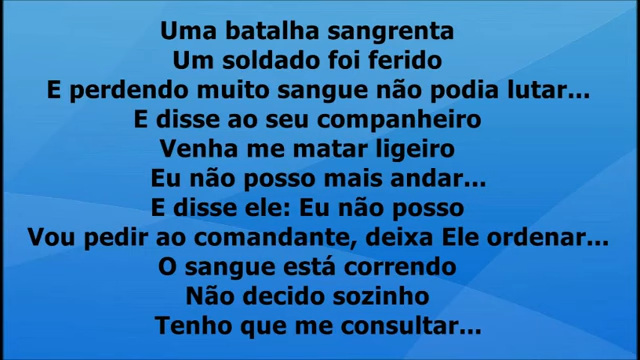 Uma batalha sangrenta
Um soldado foi ferido
E perdendo muito sangue não podia lutar...
E disse ao seu companheiro
Venha me matar ligeiro
Eu não posso mais andar...
E disse ele: Eu não posso
Vou pedir ao comandante, deixa Ele ordenar...
O sangue está correndo
Não decido sozinho
Tenho que me consultar...